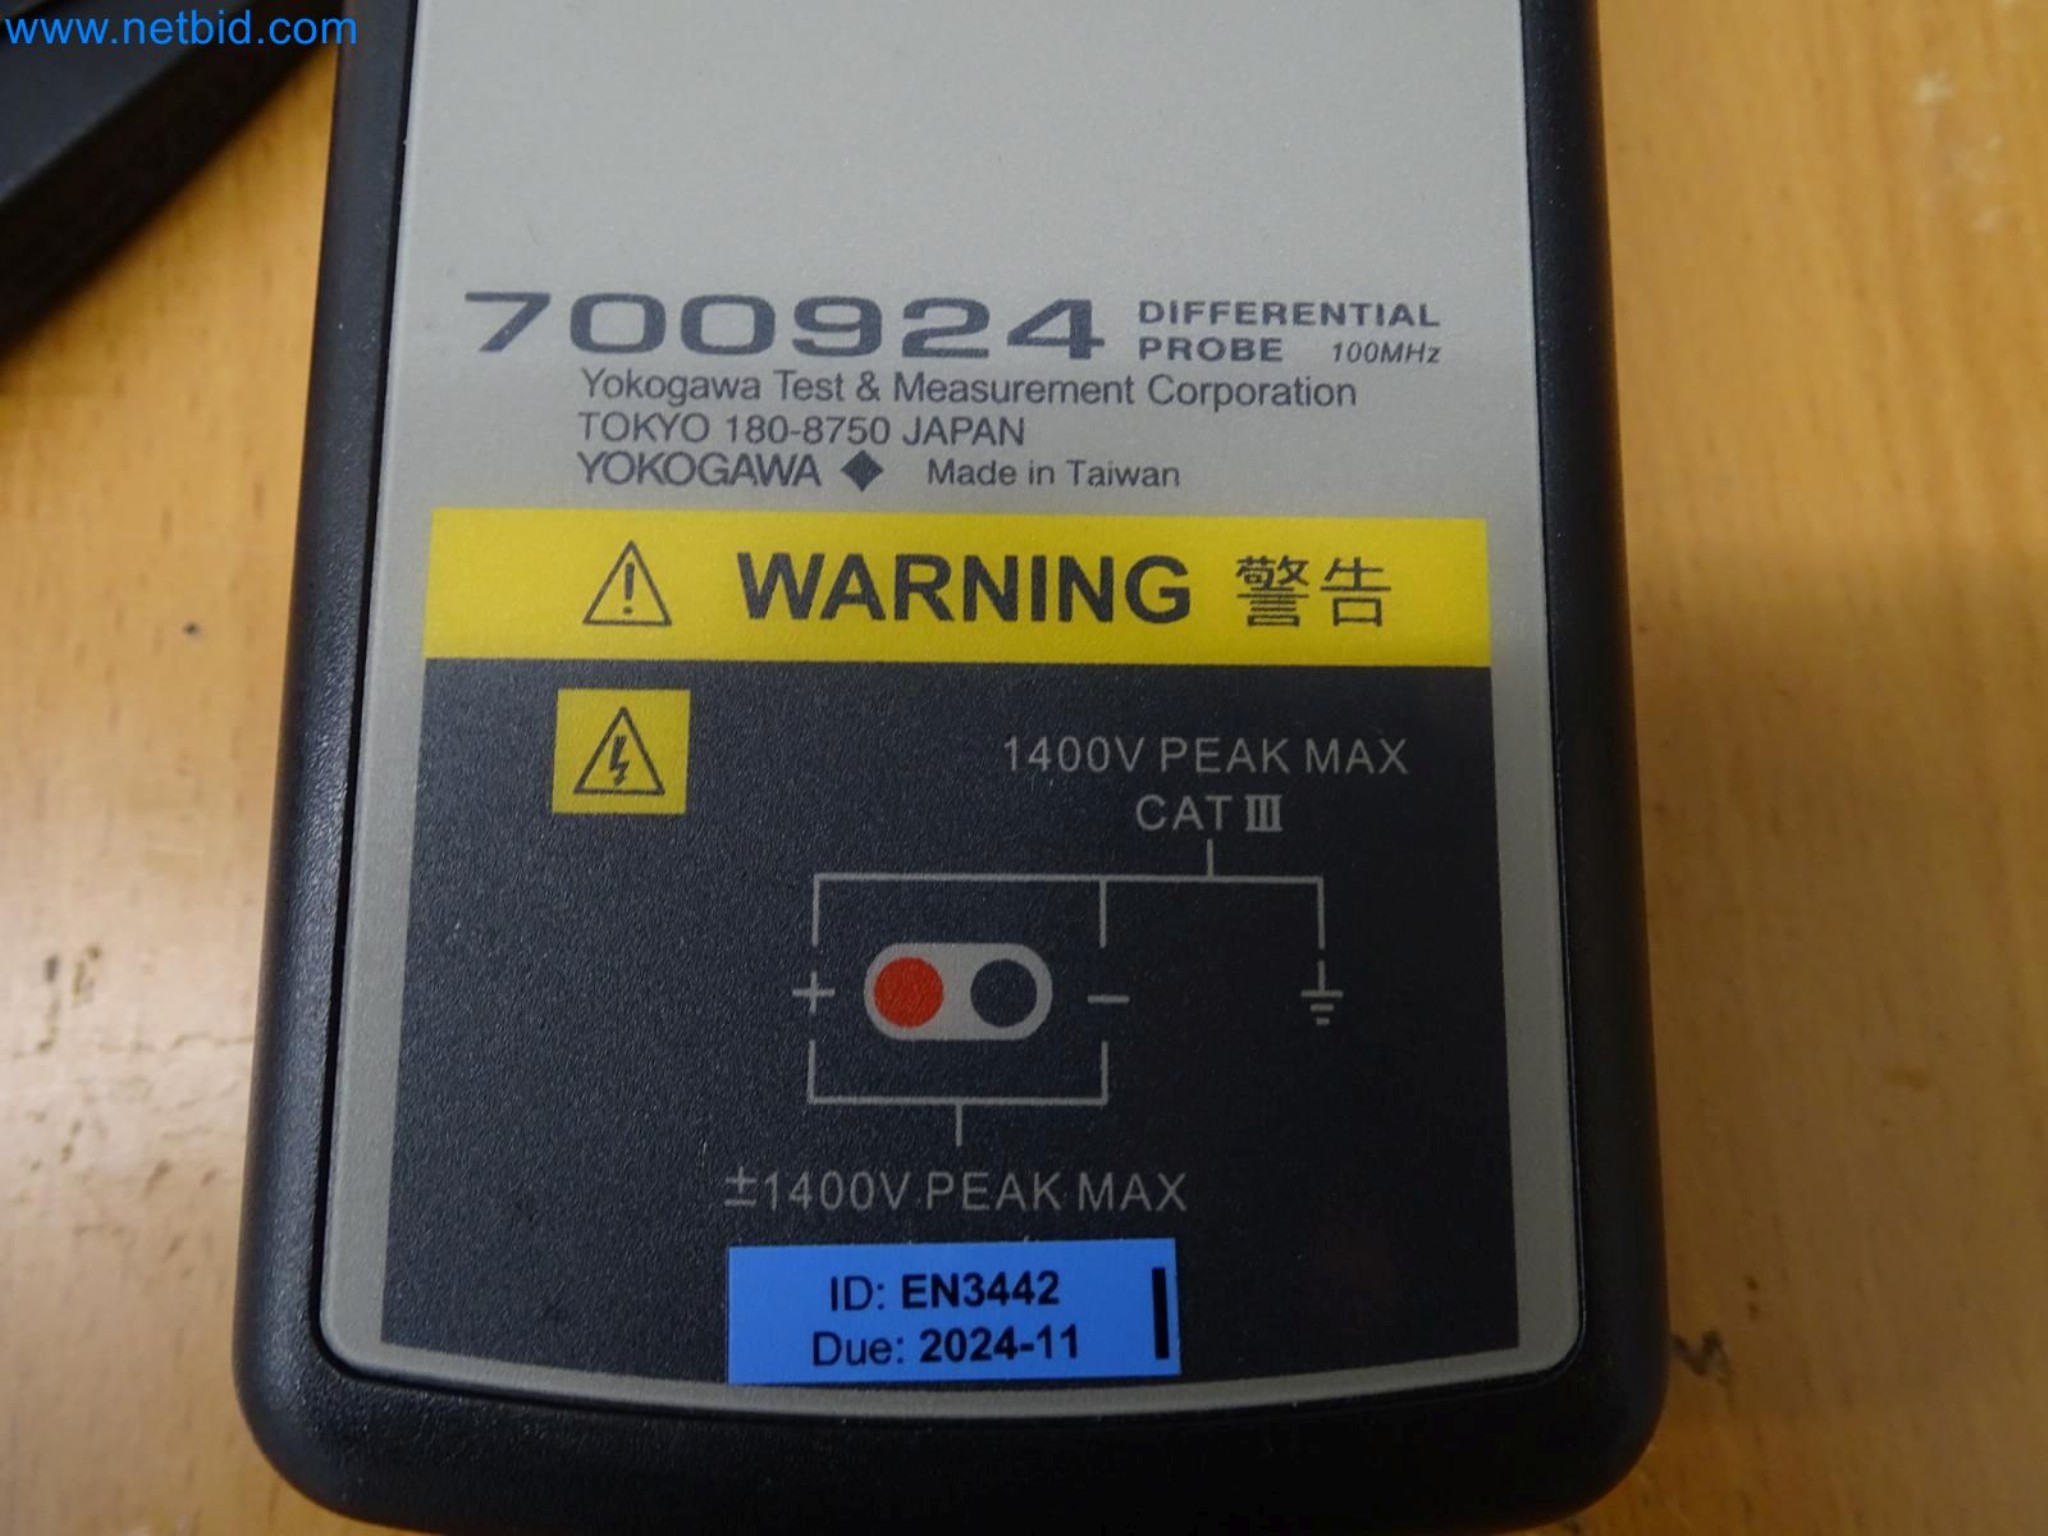 www.netbid.com
700924 DIFFERENTIAL
PROBE 100MHz
Yokogawa Test & Measurement Corporation
TOKYO 180-8750 JAPAN
YOKOGAWA ◆ Made in Taiwan
WARNING 警告
1400V PEAK MAX
CAT III
+ −
±1400V PEAK MAX
ID: EN3442
Due: 2024-11